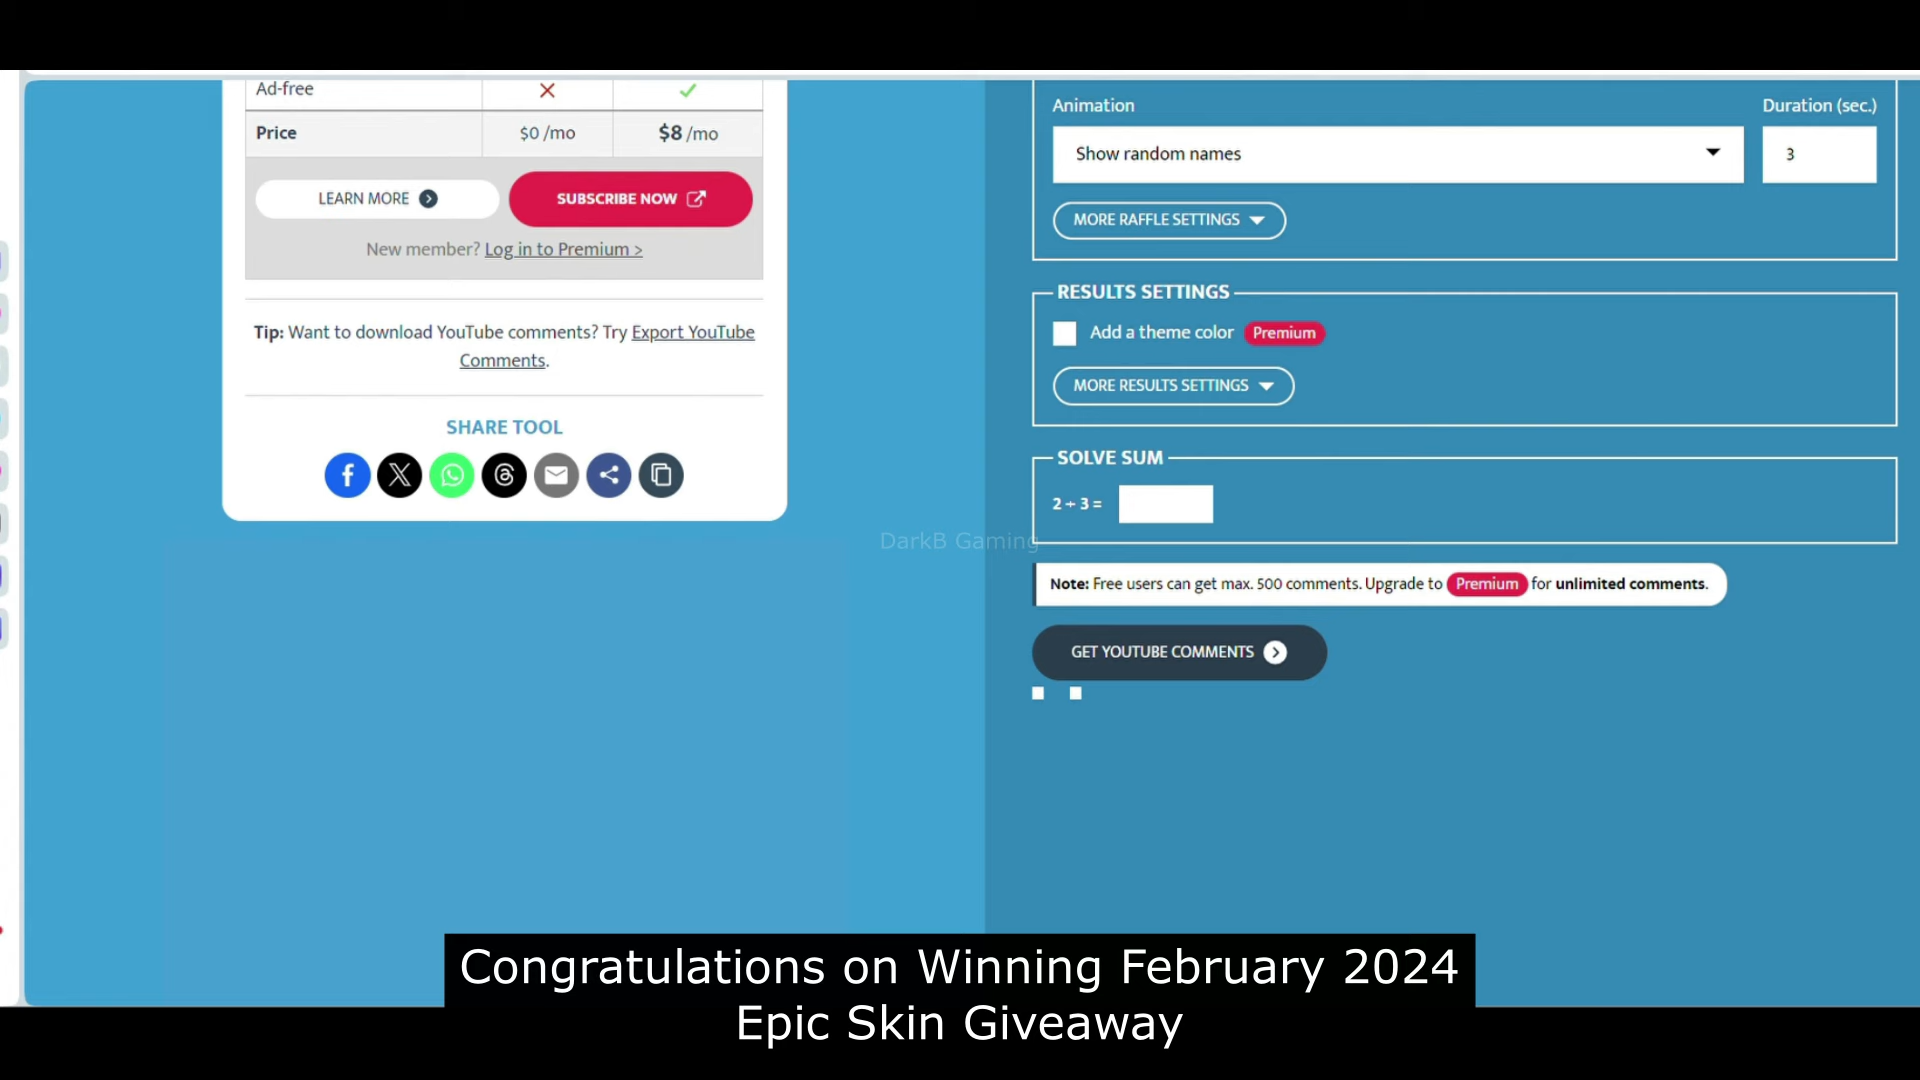 Ad-free
Price $0 /mo $8 /mo
LEARN MORE SUBSCRIBE NOW
New member? Log in to Premium >
Tip: Want to download YouTube comments? Try Export YouTube
Comments.
SHARE TOOL
Animation Duration (sec.)
Show random names 3
MORE RAFFLE SETTINGS
RESULTS SETTINGS
Add a theme color Premium
MORE RESULTS SETTINGS
SOLVE SUM
2 + 3 =
DarkB Gaming
Note: Free users can get max. 500 comments. Upgrade to Premium for unlimited comments.
GET YOUTUBE COMMENTS
Congratulations on Winning February 2024
Epic Skin Giveaway